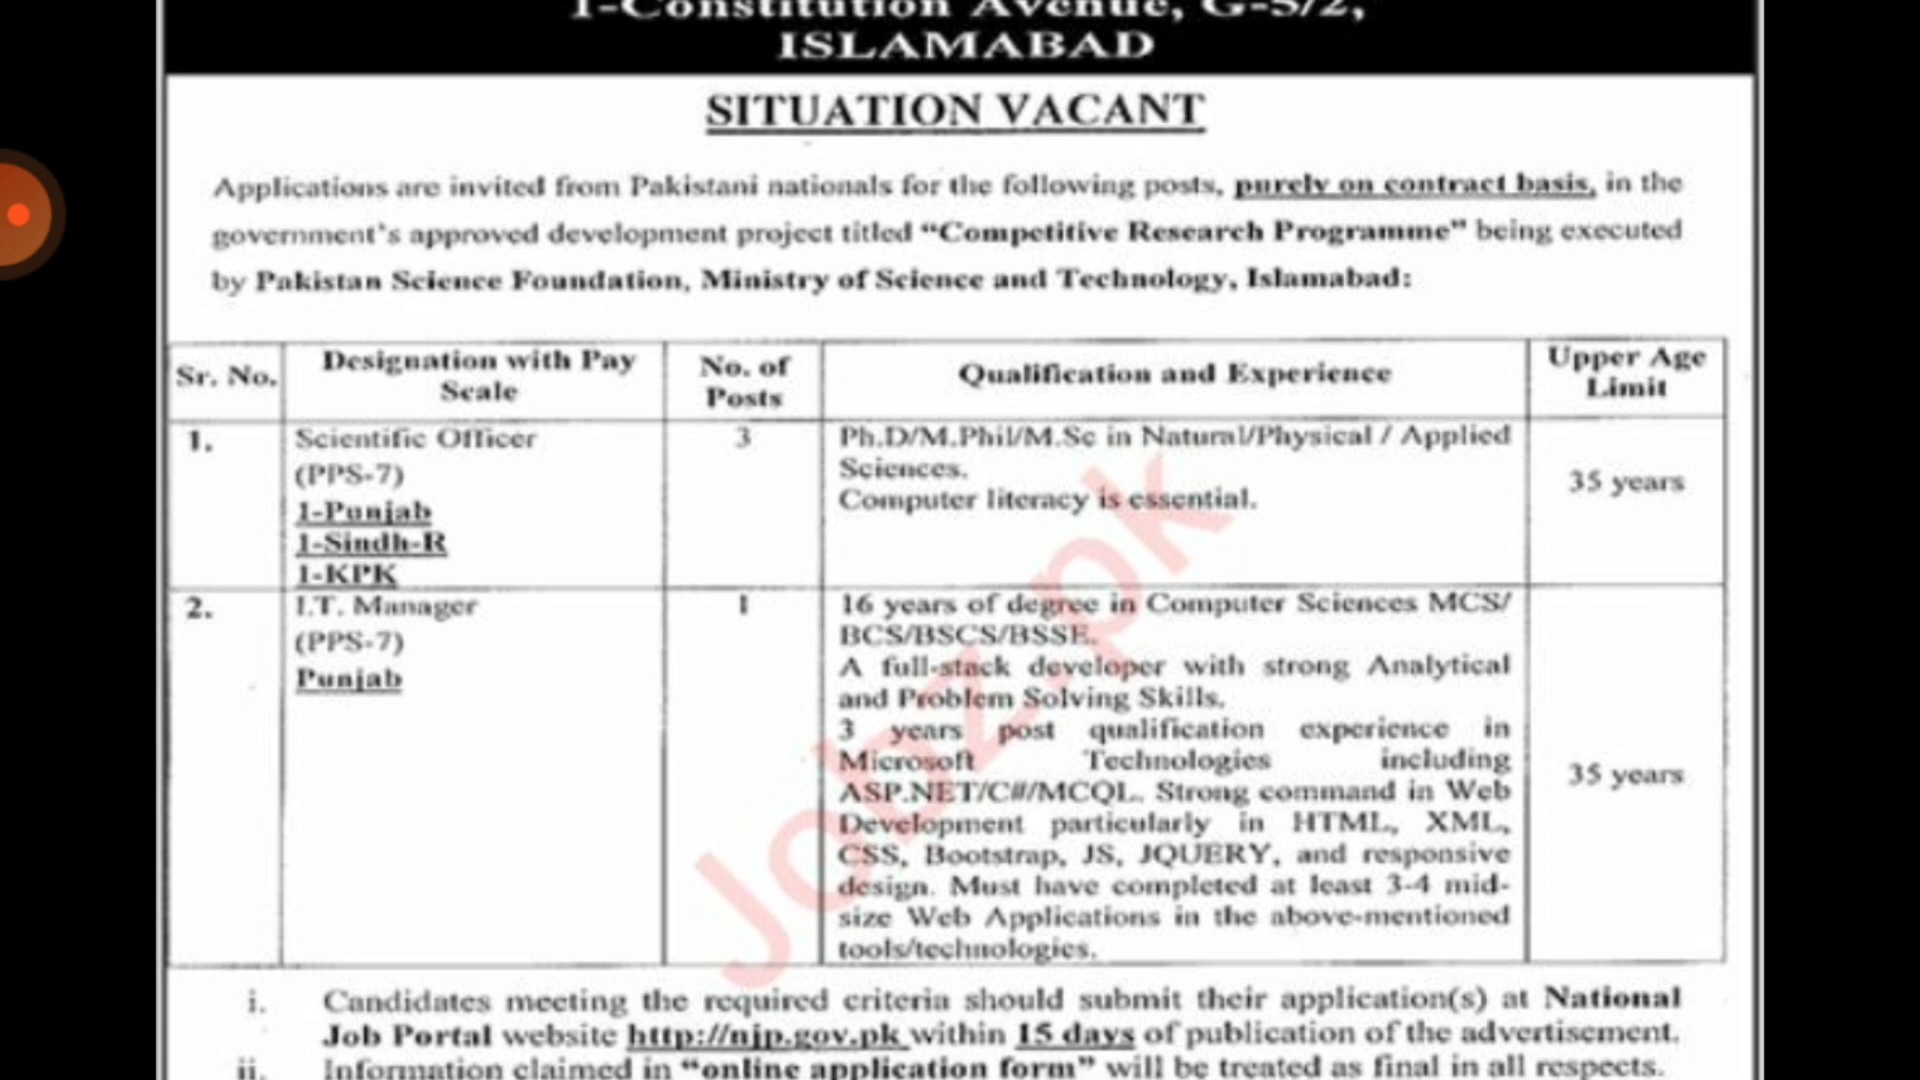 1-Constitution Avenue, G-5/2,
ISLAMABAD
SITUATION VACANT
Applications are invited from Pakistani nationals for the following posts, purely on contract basis, in the
government's approved development project titled “Competitive Research Programme” being executed
by Pakistan Science Foundation, Ministry of Science and Technology, Islamabad:
Sr. No.
Designation with Pay
Scale
No. of
Posts
Qualification and Experience
Upper Age
Limit
1.
Scientific Officer
(PPS-7)
1-Punjab
1-Sindh-R
1-KPK
3
Ph.D/M.Phil/M.Sc in Natural/Physical / Applied
Sciences.
Computer literacy is essential.
35 years
2.
I.T. Manager
(PPS-7)
Punjab
1
16 years of degree in Computer Sciences MCS/
BCS/BSCS/BSSE.
A full-stack developer with strong Analytical
and Problem Solving Skills.
3 years post qualification experience in
Microsoft Technologies including
ASP.NET/C#/MCQL. Strong command in Web
Development particularly in HTML, XML,
CSS, Bootstrap, JS, JQUERY, and responsive
design. Must have completed at least 3-4 mid-
size Web Applications in the above-mentioned
tools/technologies.
35 years
Jobz.pk
i. Candidates meeting the required criteria should submit their application(s) at National
Job Portal website http://njp.gov.pk within 15 days of publication of the advertisement.
ii. Information claimed in “online application form” will be treated as final in all respects.